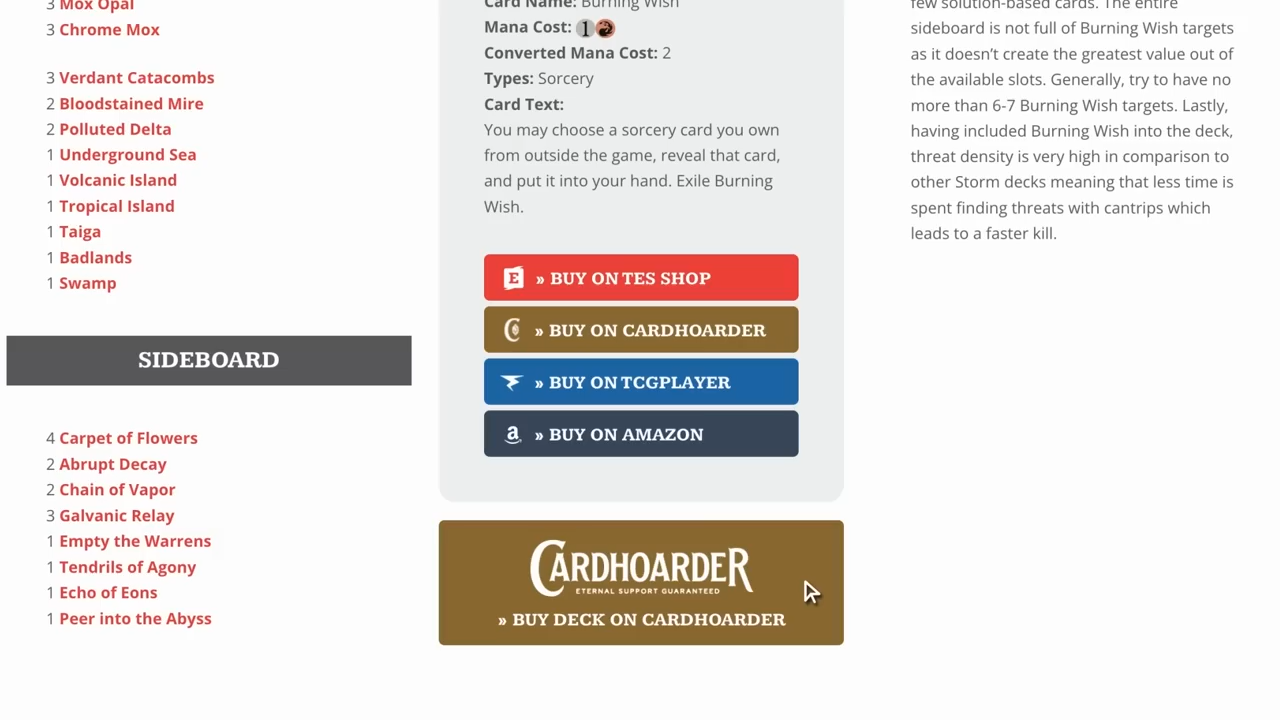 3 Mox Opal
3 Chrome Mox
3 Verdant Catacombs
2 Bloodstained Mire
2 Polluted Delta
1 Underground Sea
1 Volcanic Island
1 Tropical Island
1 Taiga
1 Badlands
1 Swamp
SIDEBOARD
4 Carpet of Flowers
2 Abrupt Decay
2 Chain of Vapor
3 Galvanic Relay
1 Empty the Warrens
1 Tendrils of Agony
1 Echo of Eons
1 Peer into the Abyss
Card Name: Burning Wish
Mana Cost: 1
Converted Mana Cost: 2
Types: Sorcery
Card Text:
You may choose a sorcery card you own
from outside the game, reveal that card,
and put it into your hand. Exile Burning
Wish.
E » BUY ON TES SHOP
C » BUY ON CARDHOARDER
» BUY ON TCGPLAYER
a » BUY ON AMAZON
CARDHOARDER
ETERNAL SUPPORT GUARANTEED
» BUY DECK ON CARDHOARDER
few solution-based cards. The entire
sideboard is not full of Burning Wish targets
as it doesn’t create the greatest value out of
the available slots. Generally, try to have no
more than 6-7 Burning Wish targets. Lastly,
having included Burning Wish into the deck,
threat density is very high in comparison to
other Storm decks meaning that less time is
spent finding threats with cantrips which
leads to a faster kill.